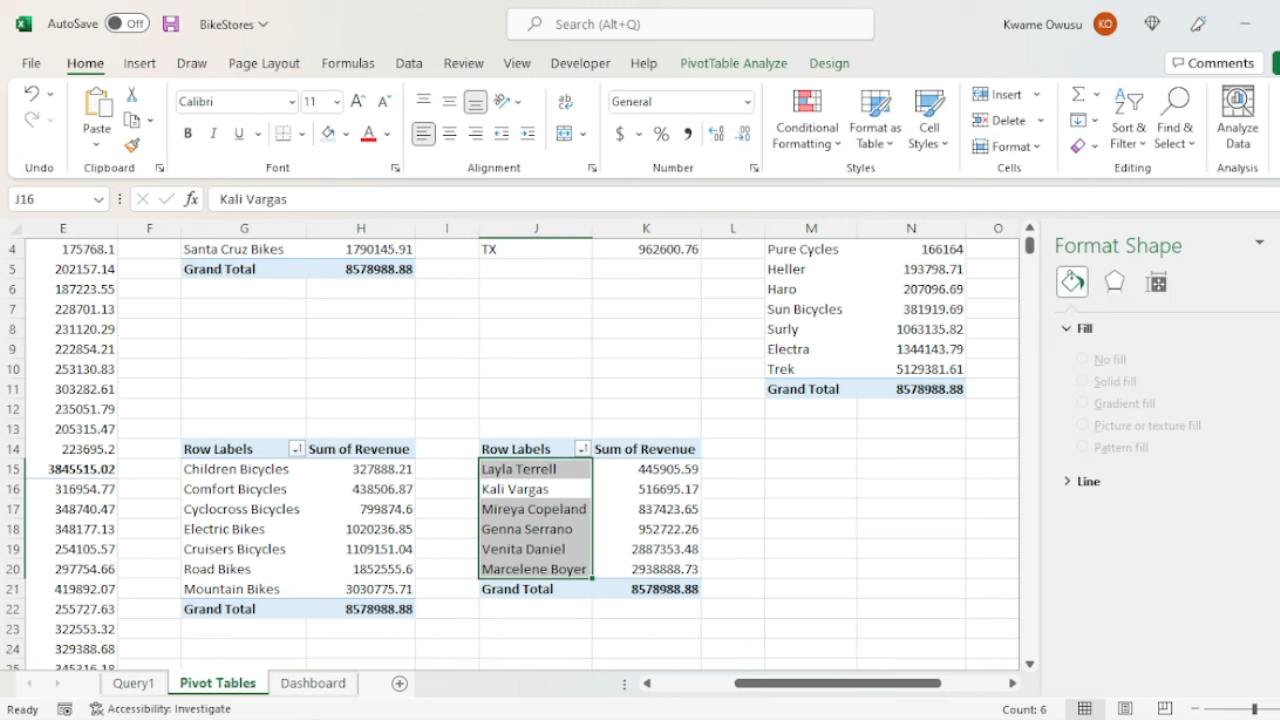 AutoSave Off BikeStores Search (Alt+Q) Kwame Owusu KO
File Home Insert Draw Page Layout Formulas Data Review View Developer Help PivotTable Analyze Design Comments
Calibri 11 General Insert
Paste Delete
Conditional Format as Cell Sort & Find & Analyze
Formatting Table Styles Format Filter Select Data
Undo Clipboard Font Alignment Number Styles Cells Editing Analysis
J16 fx Kali Vargas
E F G H I J K L M N O Format Shape
4 175768.1 Santa Cruz Bikes 1790145.91 TX 962600.76 Pure Cycles 166164
5 202157.14 Grand Total 8578988.88 Heller 193798.71
6 187223.55 Haro 207096.69
7 228701.13 Sun Bicycles 381919.69
8 231120.29 Surly 1063135.82
9 222854.21 Electra 1344143.79
10 253130.83 Trek 5129381.61
11 303282.61 Grand Total 8578988.88
12 235051.79
13 205315.47
14 223695.2 Row Labels Sum of Revenue Row Labels Sum of Revenue
15 3845515.02 Children Bicycles 327888.21 Layla Terrell 445905.59
16 316954.77 Comfort Bicycles 438506.87 Kali Vargas 516695.17
17 348740.47 Cyclocross Bicycles 799874.6 Mireya Copeland 837423.65
18 348177.13 Electric Bikes 1020236.85 Genna Serrano 952722.26
19 254105.57 Cruisers Bicycles 1109151.04 Venita Daniel 2887353.48
20 297754.66 Road Bikes 1852555.6 Marcelene Boyer 2938888.73
21 419892.07 Mountain Bikes 3030775.71 Grand Total 8578988.88
22 255727.63 Grand Total 8578988.88
23 322553.32
24 329388.68
25 345316.18
Fill
No fill
Solid fill
Gradient fill
Picture or texture fill
Pattern fill
Line
Query1 Pivot Tables Dashboard
Ready Accessibility: Investigate Count: 6